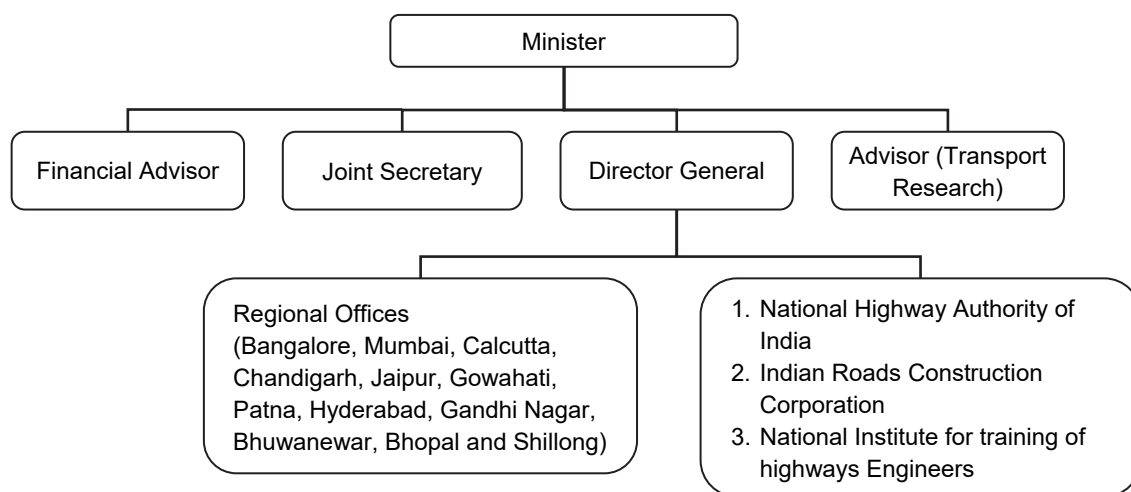 Minister
Financial Advisor
Joint Secretary
Director General
Advisor (Transport
Research)
Regional Offices
(Bangalore, Mumbai, Calcutta,
Chandigarh, Jaipur, Gowahati,
Patna, Hyderabad, Gandhi Nagar,
Bhuwanewar, Bhopal and Shillong)
1. National Highway Authority of
India
2. Indian Roads Construction
Corporation
3. National Institute for training of
highways Engineers